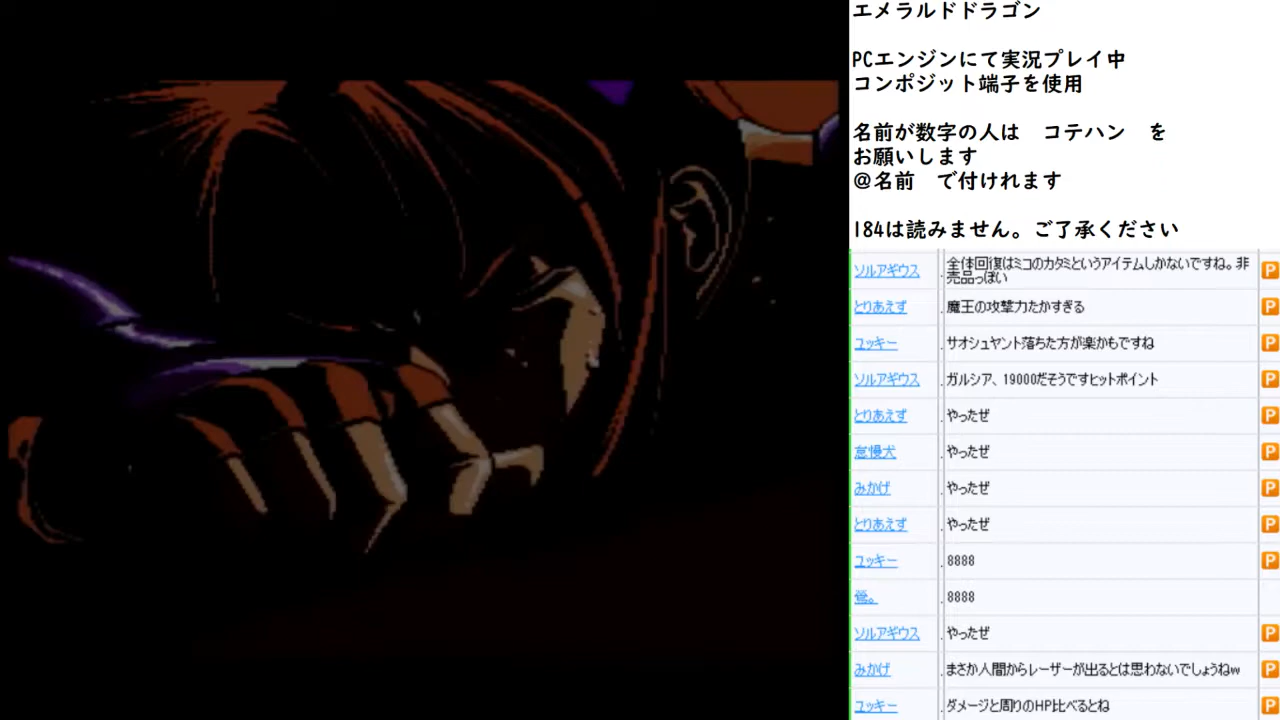 エメラルドドラゴン
PCエンジンにて実況プレイ中
コンポジット端子を使用
名前が数字の人は　コテハン　を
お願いします
＠名前　で付けれます
184は読みません。ご了承ください
ソルアギウス 全体回復はミコのカタミというアイテムしかないですね。非
売品っぽい P
とりあえず 魔王の攻撃力たかすぎる P
ユッキー サオシュヤント落ちた方が楽かもですね P
ソルアギウス ガルシア、19000だそうですヒットポイント P
とりあえず やったぜ P
怠慢犬 やったぜ P
みかげ やったぜ P
とりあえず やったぜ P
ユッキー 8888 P
鶯。 8888
ソルアギウス やったぜ P
みかげ まさか人間からレーザーが出るとは思わないでしょうねw P
ユッキー ダメージと周りのHP比べるとね P